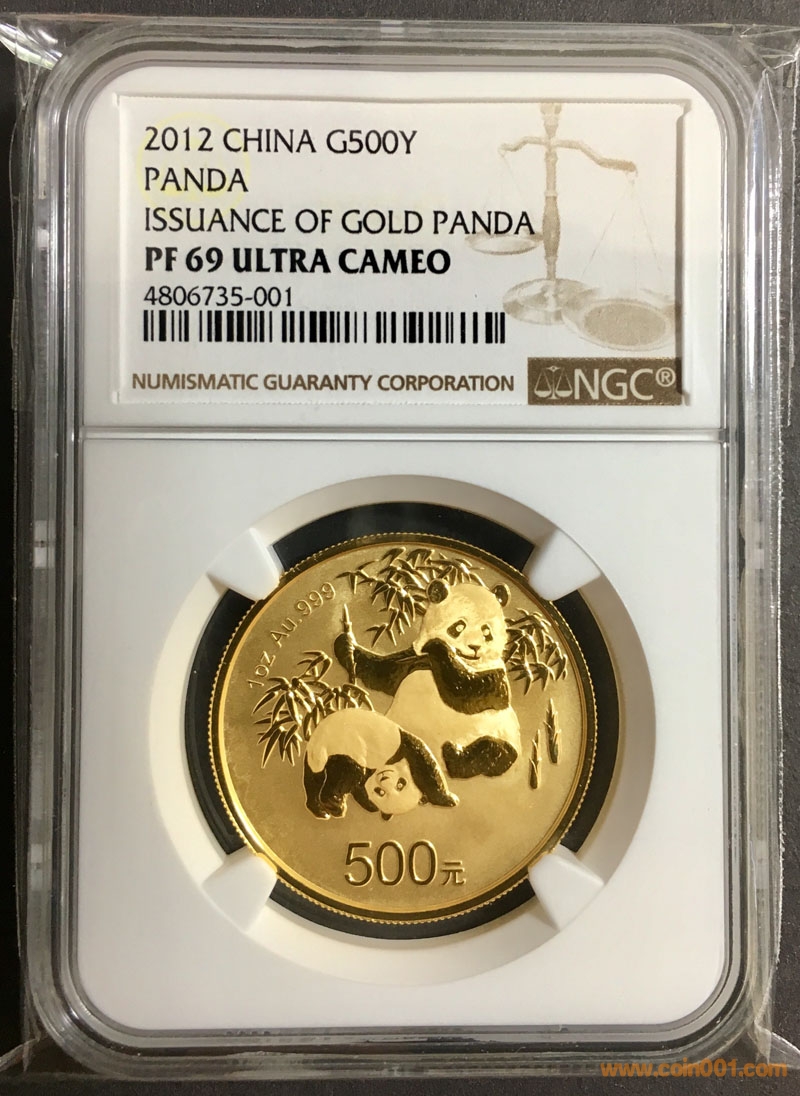 2012 CHINA G500Y
PANDA
ISSUANCE OF GOLD PANDA
PF 69 ULTRA CAMEO
4806735-001
NUMISMATIC GUARANTY CORPORATION
NGC®
1oz Au.999
500元
www.coin001.com